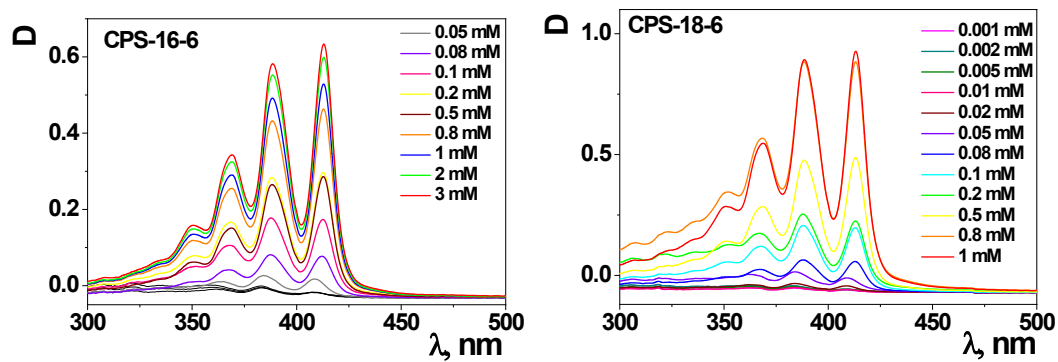 D
CPS-16-6
0.6
0.4
0.2
0.0
0.05 mM
0.08 mM
0.1 mM
0.2 mM
0.5 mM
0.8 mM
1 mM
2 mM
3 mM
300 350 400 450 500
λ, nm
D
CPS-18-6
1.0
0.5
0.0
0.001 mM
0.002 mM
0.005 mM
0.01 mM
0.02 mM
0.05 mM
0.08 mM
0.1 mM
0.2 mM
0.5 mM
0.8 mM
1 mM
300 350 400 450 500
λ, nm